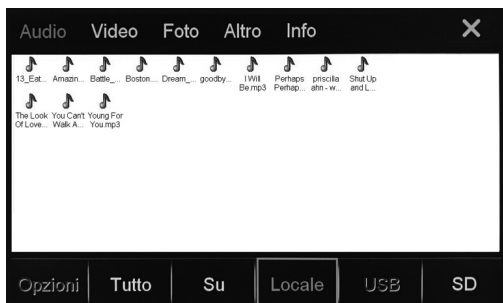 Audio Video Foto Altro Info
13_Eat... Amazin... Battle_... Boston... Dream_... goodby... I Will Be.mp3 Perhaps Perhap... priscilla ahn - w... Shut Up and L...
The Look Of Love... You Can't Walk A... Young For You.mp3
Opzioni Tutto Su Locale USB SD